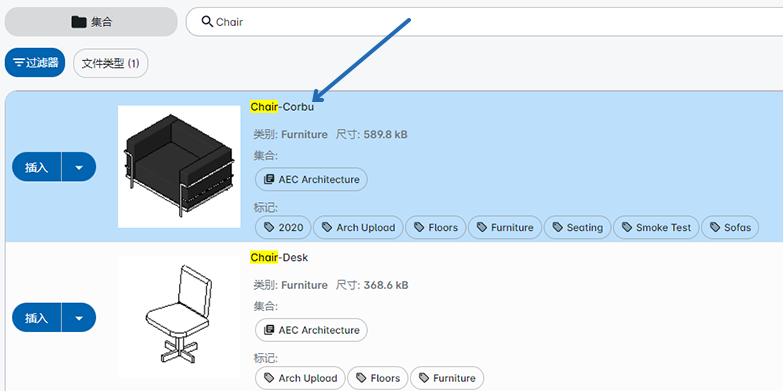 集合
Chair
过滤器
文件类型 (1)
Chair-Corbu
类别: Furniture 尺寸: 589.8 kB
集合:
AEC Architecture
插入
标记:
2020 Arch Upload Floors Furniture Seating Smoke Test Sofas
Chair-Desk
类别: Furniture 尺寸: 368.6 kB
集合:
插入
AEC Architecture
标记:
Arch Upload Floors Furniture